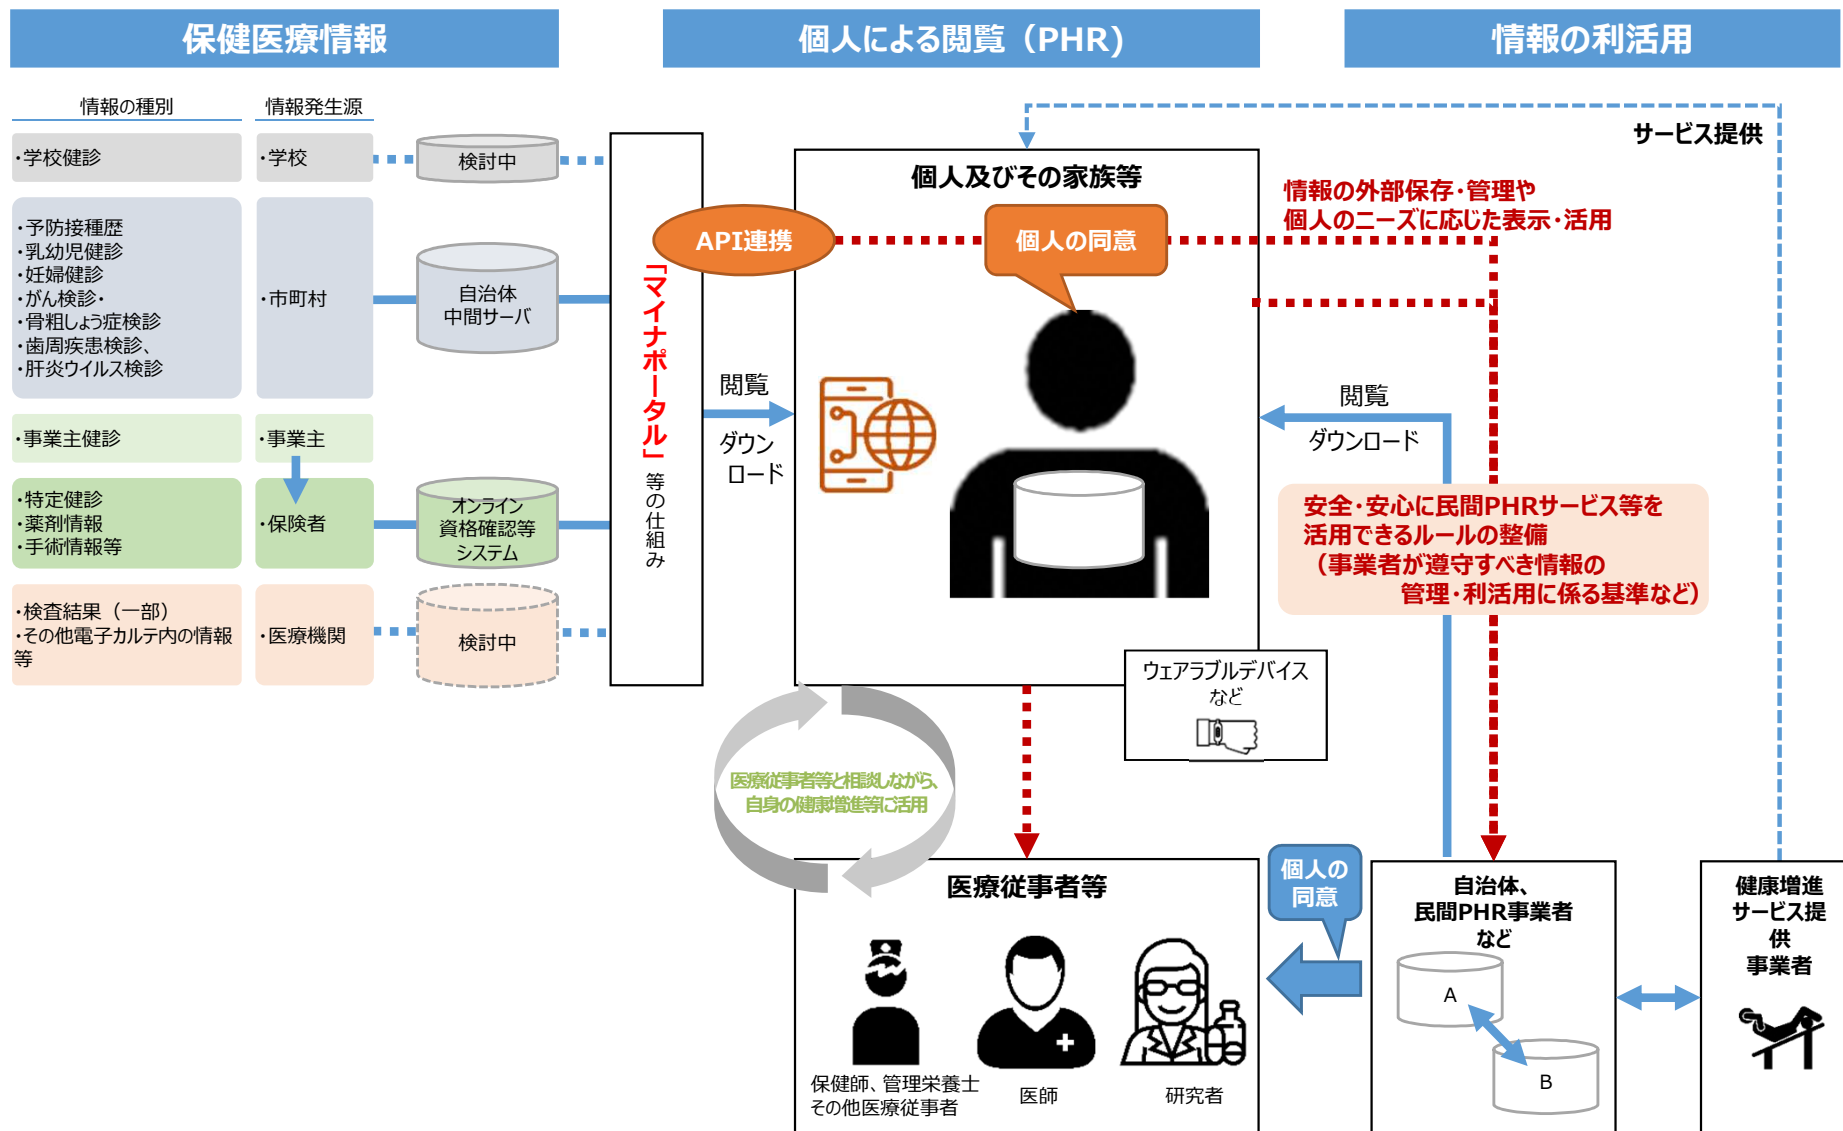 保健医療情報
個人による閲覧（PHR）
情報の利活用
情報の種別
情報発生源
・学校健診
・学校
検討中
・予防接種歴
・乳幼児健診
・妊婦健診
・がん検診・
・骨粗しょう症検診
・歯周疾患検診、
・肝炎ウイルス検診
・市町村
自治体
中間サーバ
・事業主健診
・事業主
・特定健診
・薬剤情報
・手術情報等
・保険者
オンライン
資格確認等
システム
・検査結果（一部）
・その他電子カルテ内の情報
等
・医療機関
検討中
「マイナポータル」等の仕組み
API連携
閲覧
ダウン
ロード
個人及びその家族等
個人の同意
ウェアラブルデバイス
など
医療従事者等と相談しながら、
自身の健康増進等に活用
医療従事者等
保健師、管理栄養士
その他医療従事者
医師
研究者
サービス提供
情報の外部保存・管理や
個人のニーズに応じた表示・活用
閲覧
ダウンロード
安全・安心に民間PHRサービス等を
活用できるルールの整備
（事業者が遵守すべき情報の
管理・利活用に係る基準など）
個人の
同意
自治体、
民間PHR事業者
など
A
B
健康増進
サービス提
供
事業者